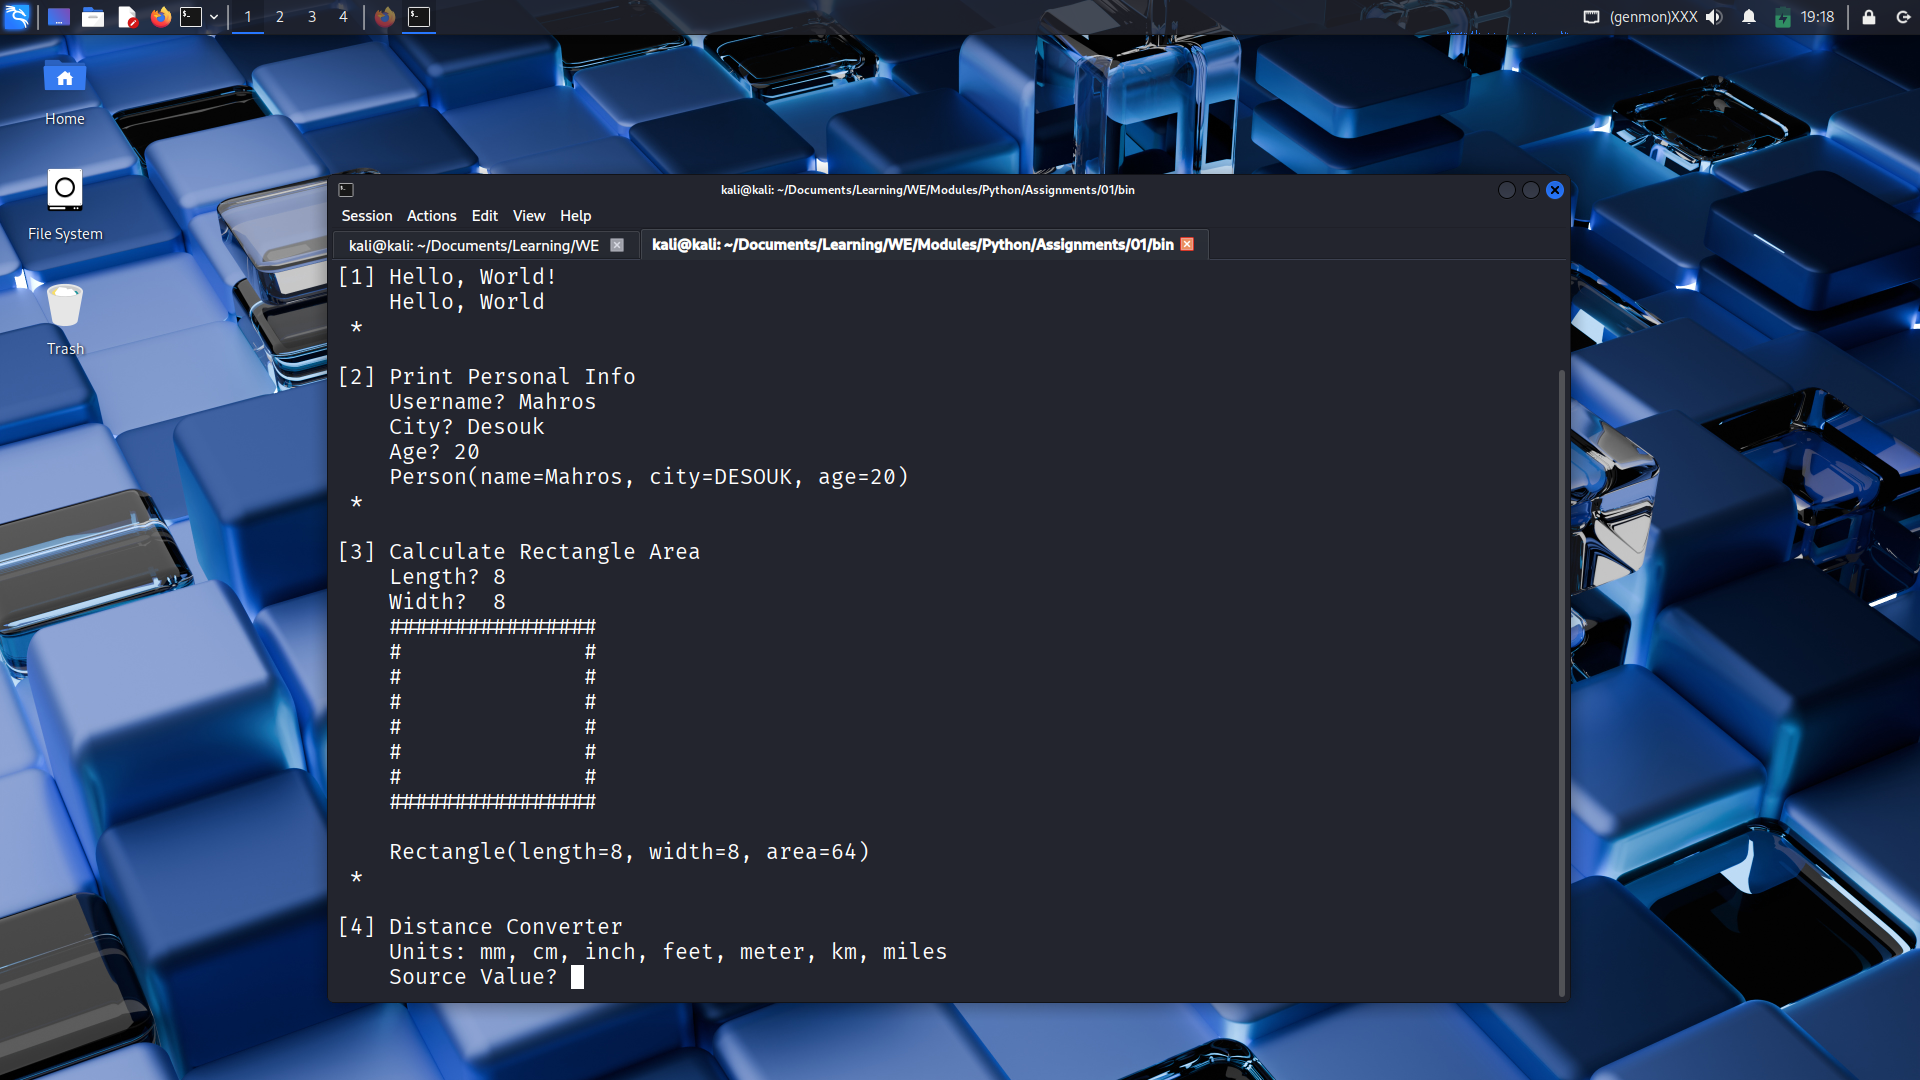 1 2 3 4 (genmon)XXX 19:18
Home
File System
Trash
kali@kali: ~/Documents/Learning/WE/Modules/Python/Assignments/01/bin
Session Actions Edit View Help
kali@kali: ~/Documents/Learning/WE kali@kali: ~/Documents/Learning/WE/Modules/Python/Assignments/01/bin
[1] Hello, World!
Hello, World
*
[2] Print Personal Info
Username? Mahros
City? Desouk
Age? 20
Person(name=Mahros, city=DESOUK, age=20)
*
[3] Calculate Rectangle Area
Length? 8
Width?  8
################
#              #
#              #
#              #
#              #
#              #
#              #
################
Rectangle(length=8, width=8, area=64)
*
[4] Distance Converter
Units: mm, cm, inch, feet, meter, km, miles
Source Value?